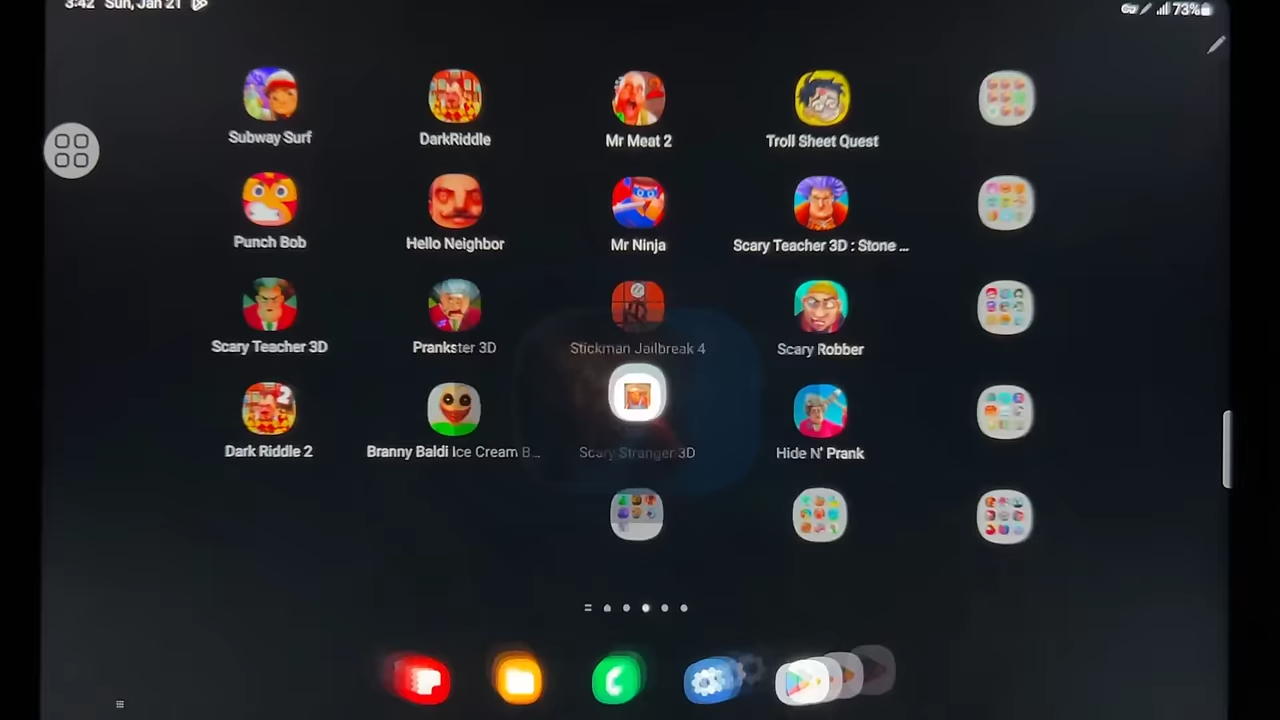 3:42 Sun, Jan 21
73%
Subway Surf
DarkRiddle
Mr Meat 2
Troll Sheet Quest
Punch Bob
Hello Neighbor
Mr Ninja
Scary Teacher 3D : Stone ...
Scary Teacher 3D
Prankster 3D
Stickman Jailbreak 4
Scary Robber
2
Dark Riddle 2
Branny Baldi Ice Cream B...
Scary Stranger 3D
Hide N' Prank